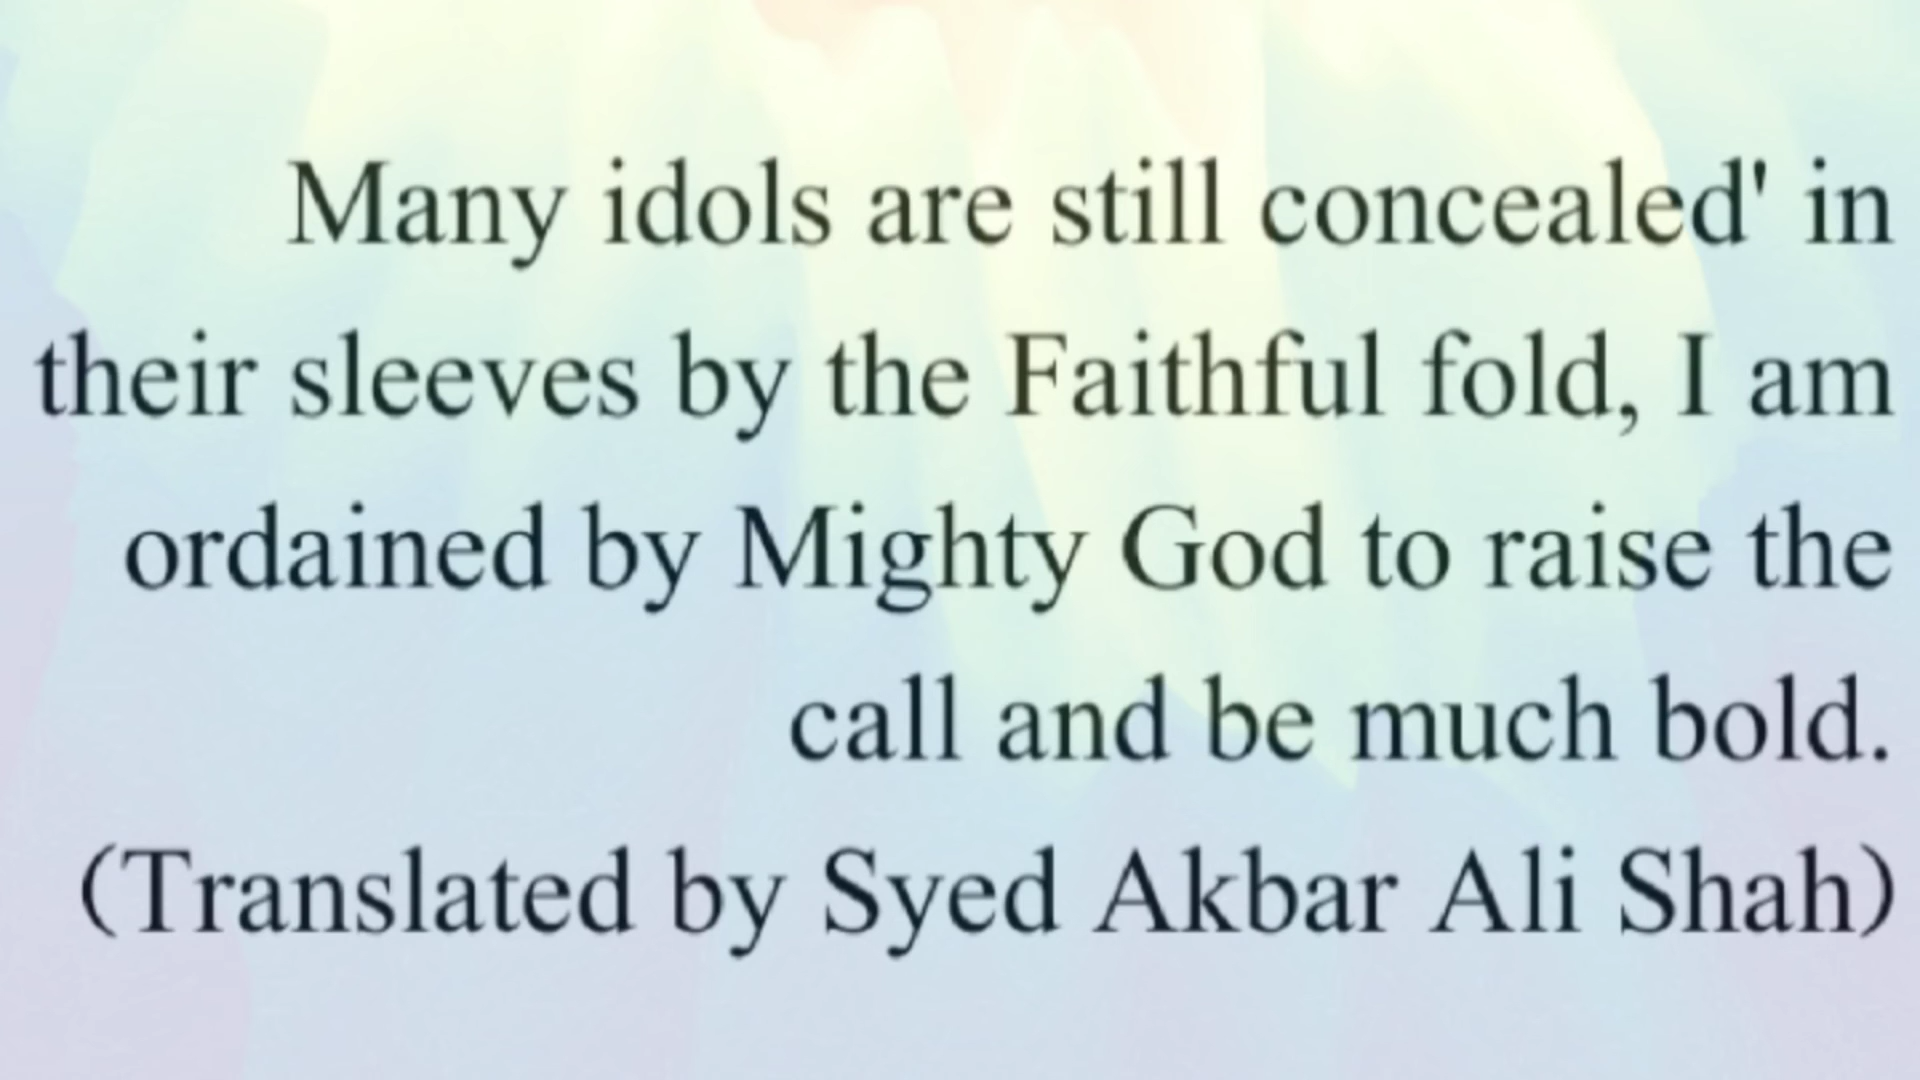 Many idols are still concealed' in
their sleeves by the Faithful fold, I am
ordained by Mighty God to raise the
call and be much bold.
(Translated by Syed Akbar Ali Shah)